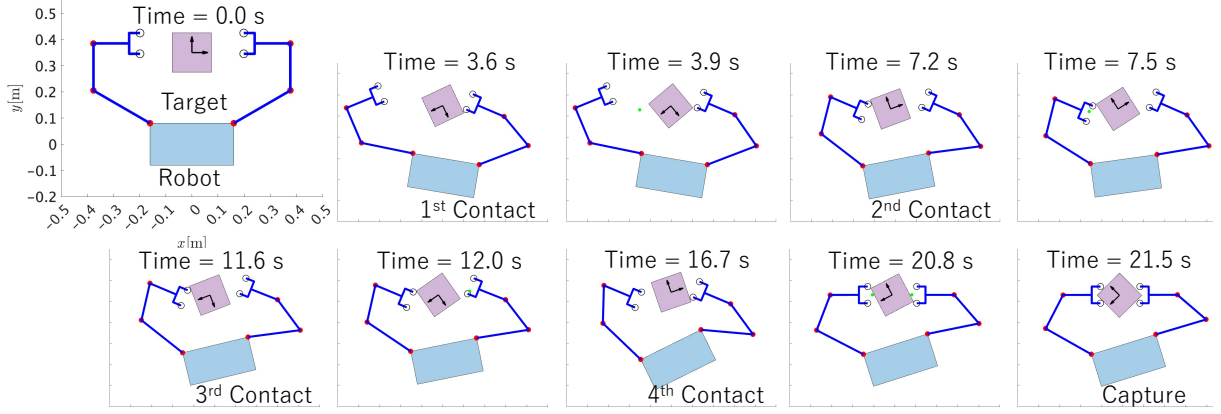 Time = 0.0 s
0.5
0.4
0.3
0.2
0.1
0
−0.1
−0.2
y[m]
Target
Robot
−0.5
−0.4
−0.3
−0.2
−0.1
0
0.1
0.2
0.3
0.4
0.5
x[m]
Time = 3.6 s
1st Contact
Time = 3.9 s
Time = 7.2 s
2nd Contact
Time = 7.5 s
Time = 11.6 s
3rd Contact
Time = 12.0 s
Time = 16.7 s
4th Contact
Time = 20.8 s
Time = 21.5 s
Capture